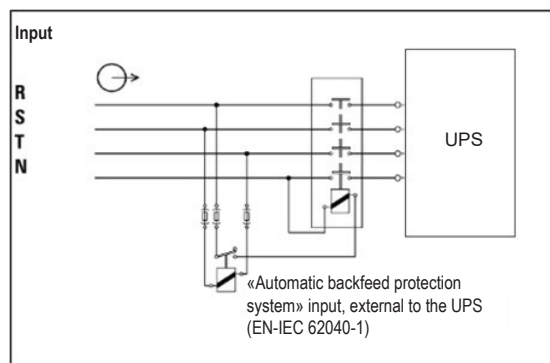 Input
R
S
T
N
UPS
«Automatic backfeed protection
system» input, external to the UPS
(EN-IEC 62040-1)